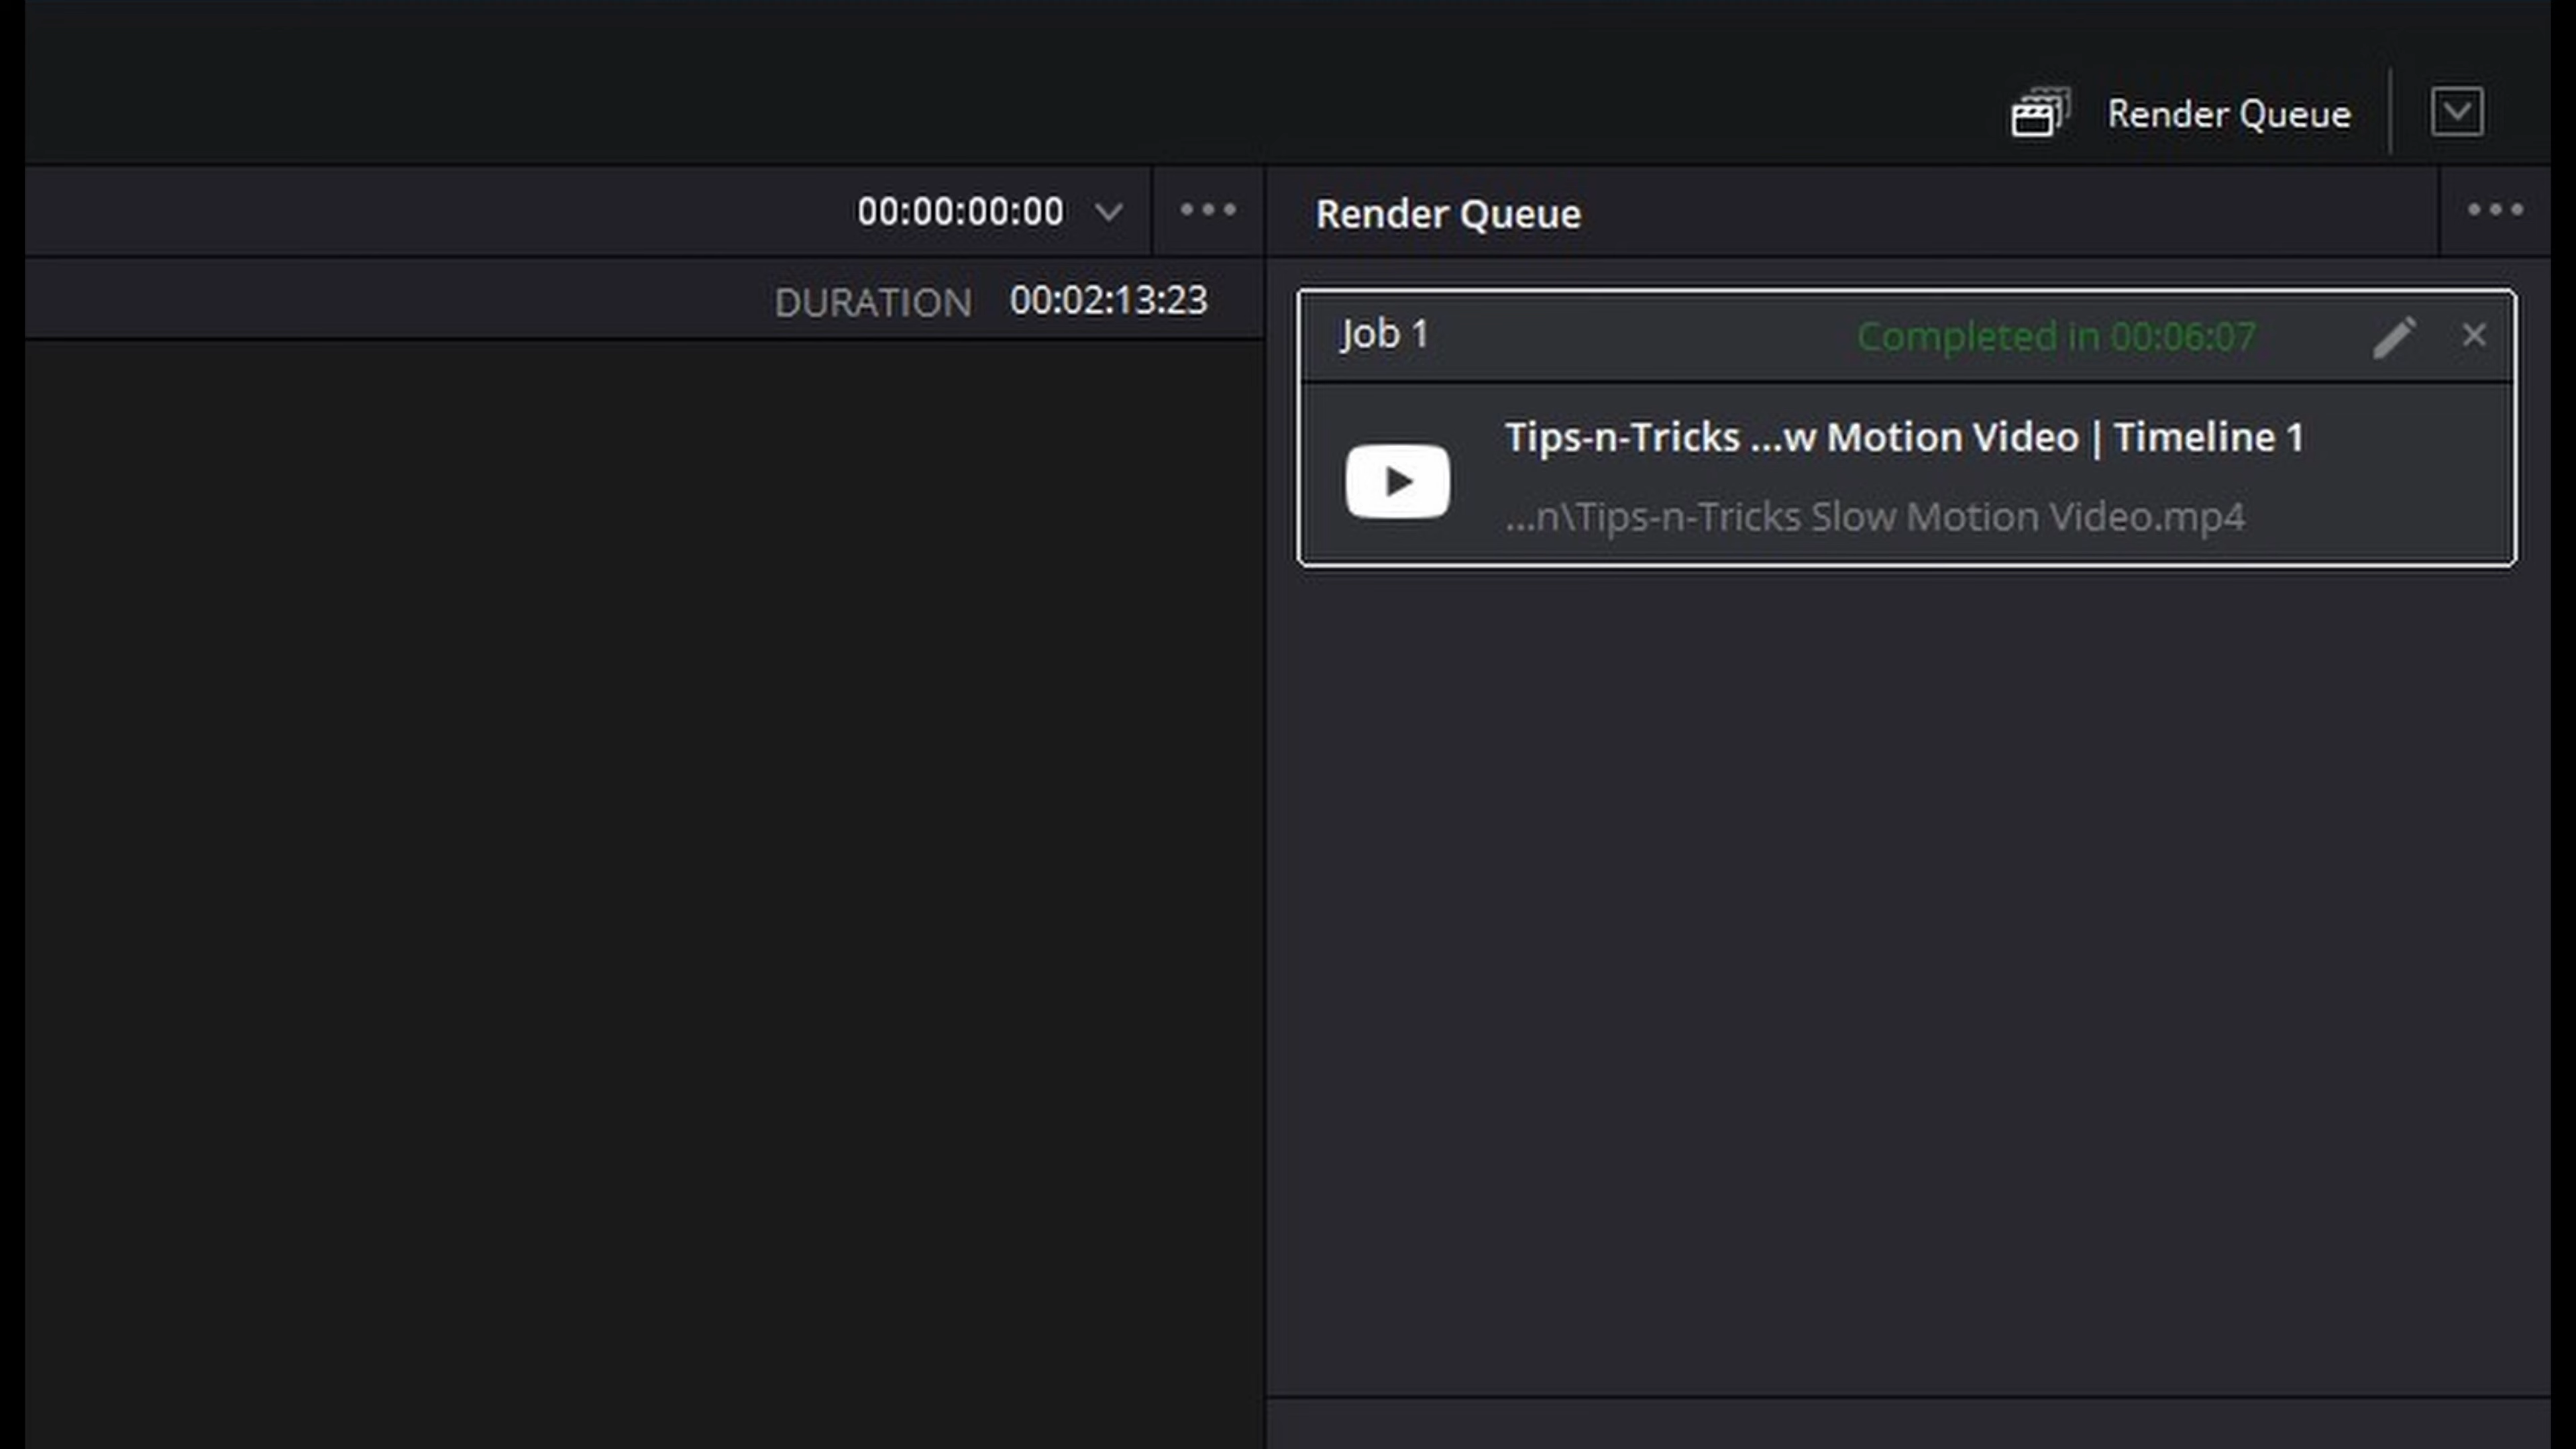 Render Queue
00:00:00:00
Render Queue
DURATION 00:02:13:23
Job 1 Completed in 00:06:07
Tips-n-Tricks ...w Motion Video | Timeline 1
...n\Tips-n-Tricks Slow Motion Video.mp4